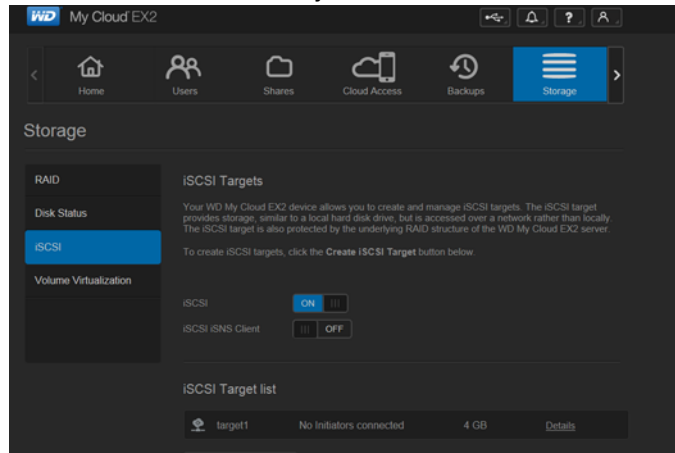 WD My Cloud EX2
?
Home Users Shares Cloud Access Backups Storage
Storage
RAID
Disk Status
iSCSI
Volume Virtualization
iSCSI Targets
Your WD My Cloud EX2 device allows you to create and manage iSCSI targets. The iSCSI target
provides storage, similar to a local hard disk drive, but is accessed over a network rather than locally.
The iSCSI target is also protected by the underlying RAID structure of the WD My Cloud EX2 server.
To create iSCSI targets, click the Create iSCSI Target button below.
iSCSI ON
iSCSI iSNS Client OFF
iSCSI Target list
target1 No Initiators connected 4 GB Details